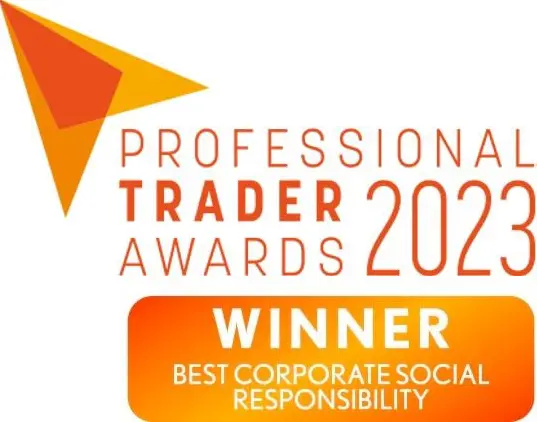 PROFESSIONAL
TRADER
AWARDS 2023
WINNER
BEST CORPORATE SOCIAL
RESPONSIBILITY